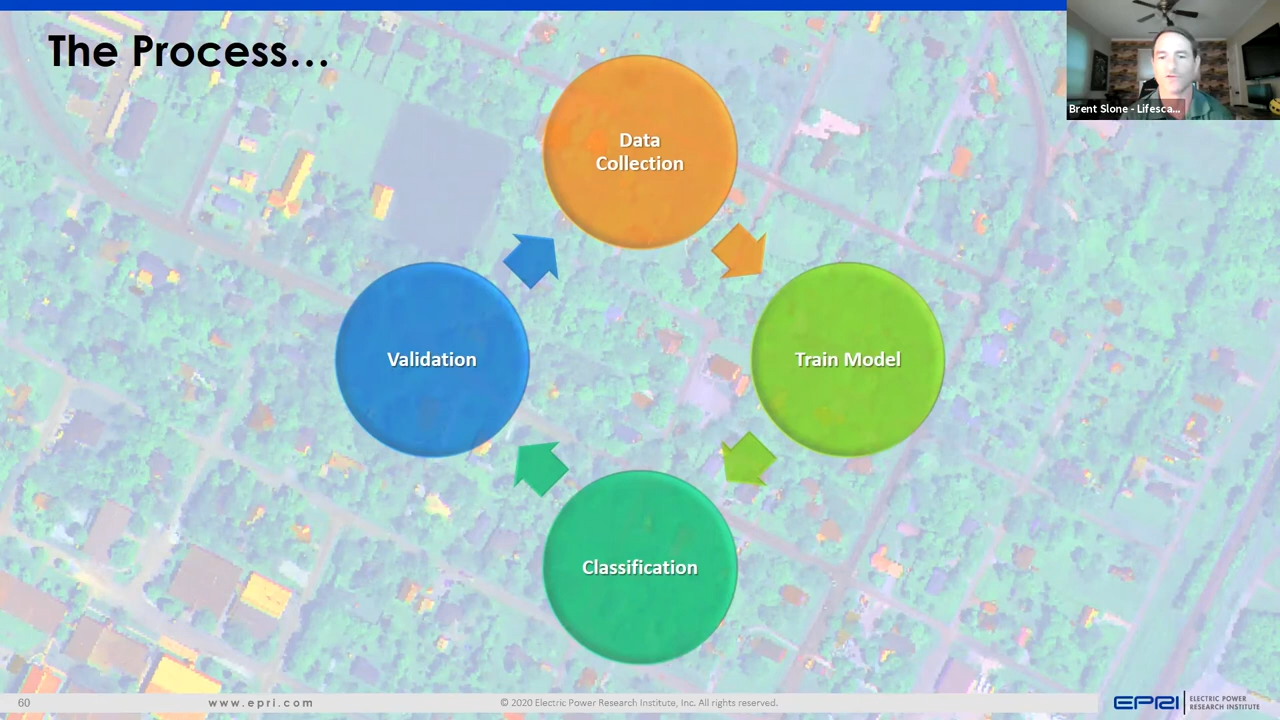 The Process…
Brent Slone - Lifesca...
Data
Collection
Validation
Train Model
Classification
60
www.epri.com
© 2020 Electric Power Research Institute, Inc. All rights reserved.
EPRI
ELECTRIC POWER
RESEARCH INSTITUTE